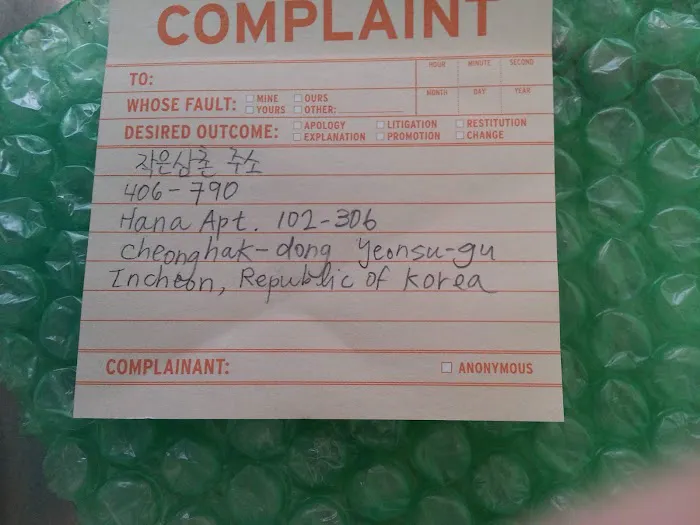 COMPLAINT
HOUR MINUTE SECOND
TO:
MONTH DAY YEAR
WHOSE FAULT: MINE OURS
YOURS OTHER:
DESIRED OUTCOME: APOLOGY LITIGATION RESTITUTION
EXPLANATION PROMOTION CHANGE
작은삼촌 주소
406-790
Hana Apt. 102-306
Cheonghak-dong Yeonsu-gu
Incheon, Republic of Korea
COMPLAINANT: ANONYMOUS